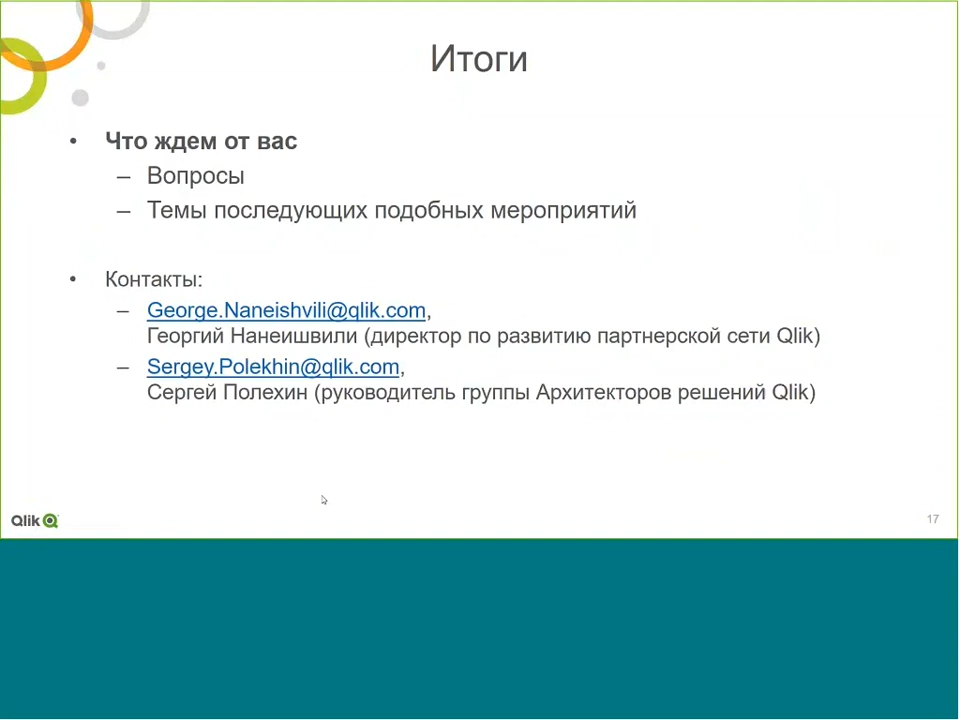 Итоги
• Что ждем от вас
– Вопросы
– Темы последующих подобных мероприятий
• Контакты:
– George.Naneishvili@qlik.com,
Георгий Нанеишвили (директор по развитию партнерской сети Qlik)
– Sergey.Polekhin@qlik.com,
Сергей Полехин (руководитель группы Архитекторов решений Qlik)
Qlik
17